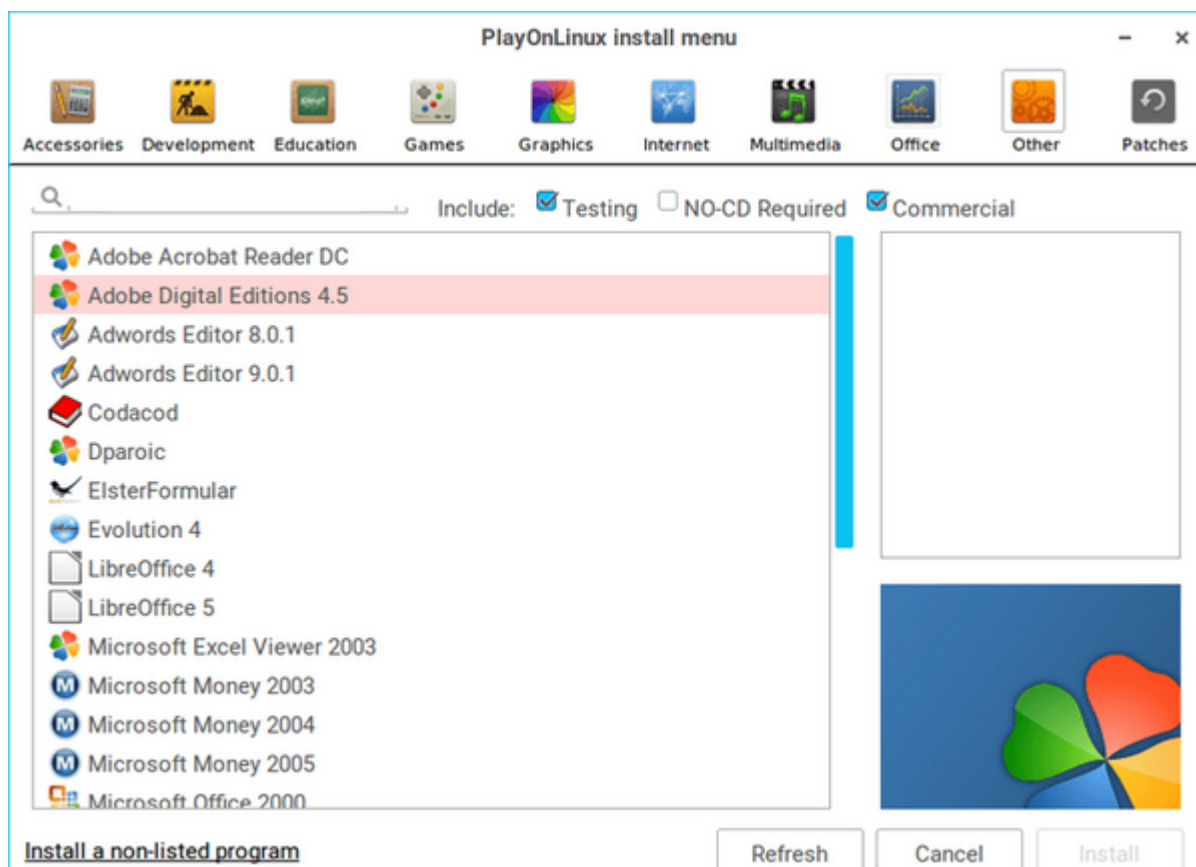 PlayOnLinux install menu
Accessories Development Education Games Graphics Internet Multimedia Office Other Patches
Include: Testing NO-CD Required Commercial
Adobe Acrobat Reader DC
Adobe Digital Editions 4.5
Adwords Editor 8.0.1
Adwords Editor 9.0.1
Codacod
Dparoic
ElsterFormular
Evolution 4
LibreOffice 4
LibreOffice 5
Microsoft Excel Viewer 2003
Microsoft Money 2003
Microsoft Money 2004
Microsoft Money 2005
Microsoft Office 2000
Install a non-listed program Refresh Cancel Install